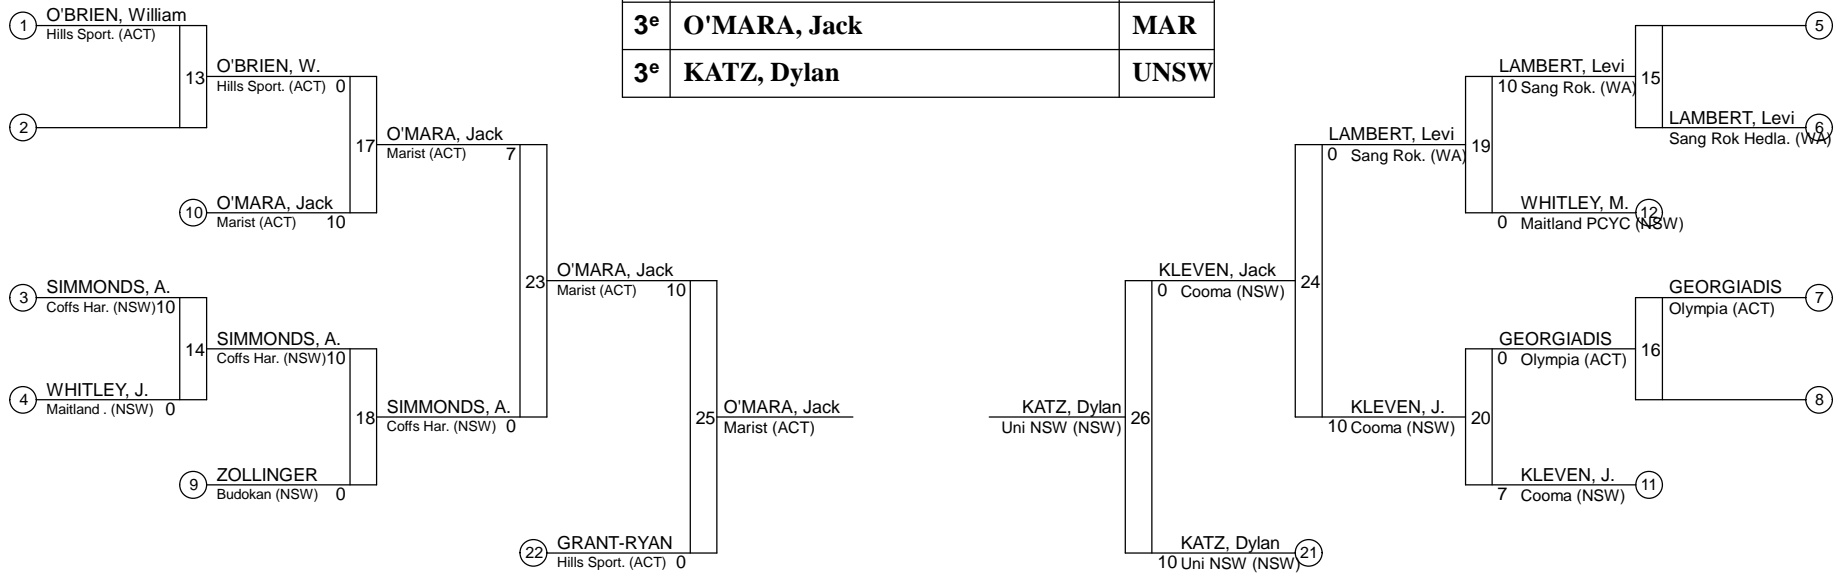 3e O'MARA, Jack MAR
3e KATZ, Dylan UNSW
1 O'BRIEN, William
Hills Sport. (ACT)
13
2
O'BRIEN, W.
Hills Sport. (ACT) 0
17
10 O'MARA, Jack
Marist (ACT) 10
O'MARA, Jack
Marist (ACT) 7
3 SIMMONDS, A.
Coffs Har. (NSW) 10
14
4 WHITLEY, J.
Maitland . (NSW) 0
SIMMONDS, A.
Coffs Har. (NSW) 10
18
9 ZOLLINGER
Budokan (NSW) 0
SIMMONDS, A.
Coffs Har. (NSW) 0
23
O'MARA, Jack
Marist (ACT) 10
25
22 GRANT-RYAN
Hills Sport. (ACT) 0
O'MARA, Jack
Marist (ACT)
KATZ, Dylan
Uni NSW (NSW)
26
KLEVEN, Jack
0 Cooma (NSW)
KATZ, Dylan 21
10 Uni NSW (NSW)
24
LAMBERT, Levi
0 Sang Rok. (WA)
19
LAMBERT, Levi
10 Sang Rok. (WA)
15
5
LAMBERT, Levi 6
Sang Rok Hedla. (WA)
WHITLEY, M. 12
0 Maitland PCYC (NSW)
KLEVEN, J.
10 Cooma (NSW)
20
GEORGIADIS
0 Olympia (ACT)
16
GEORGIADIS 7
Olympia (ACT)
8
KLEVEN, J. 11
7 Cooma (NSW)